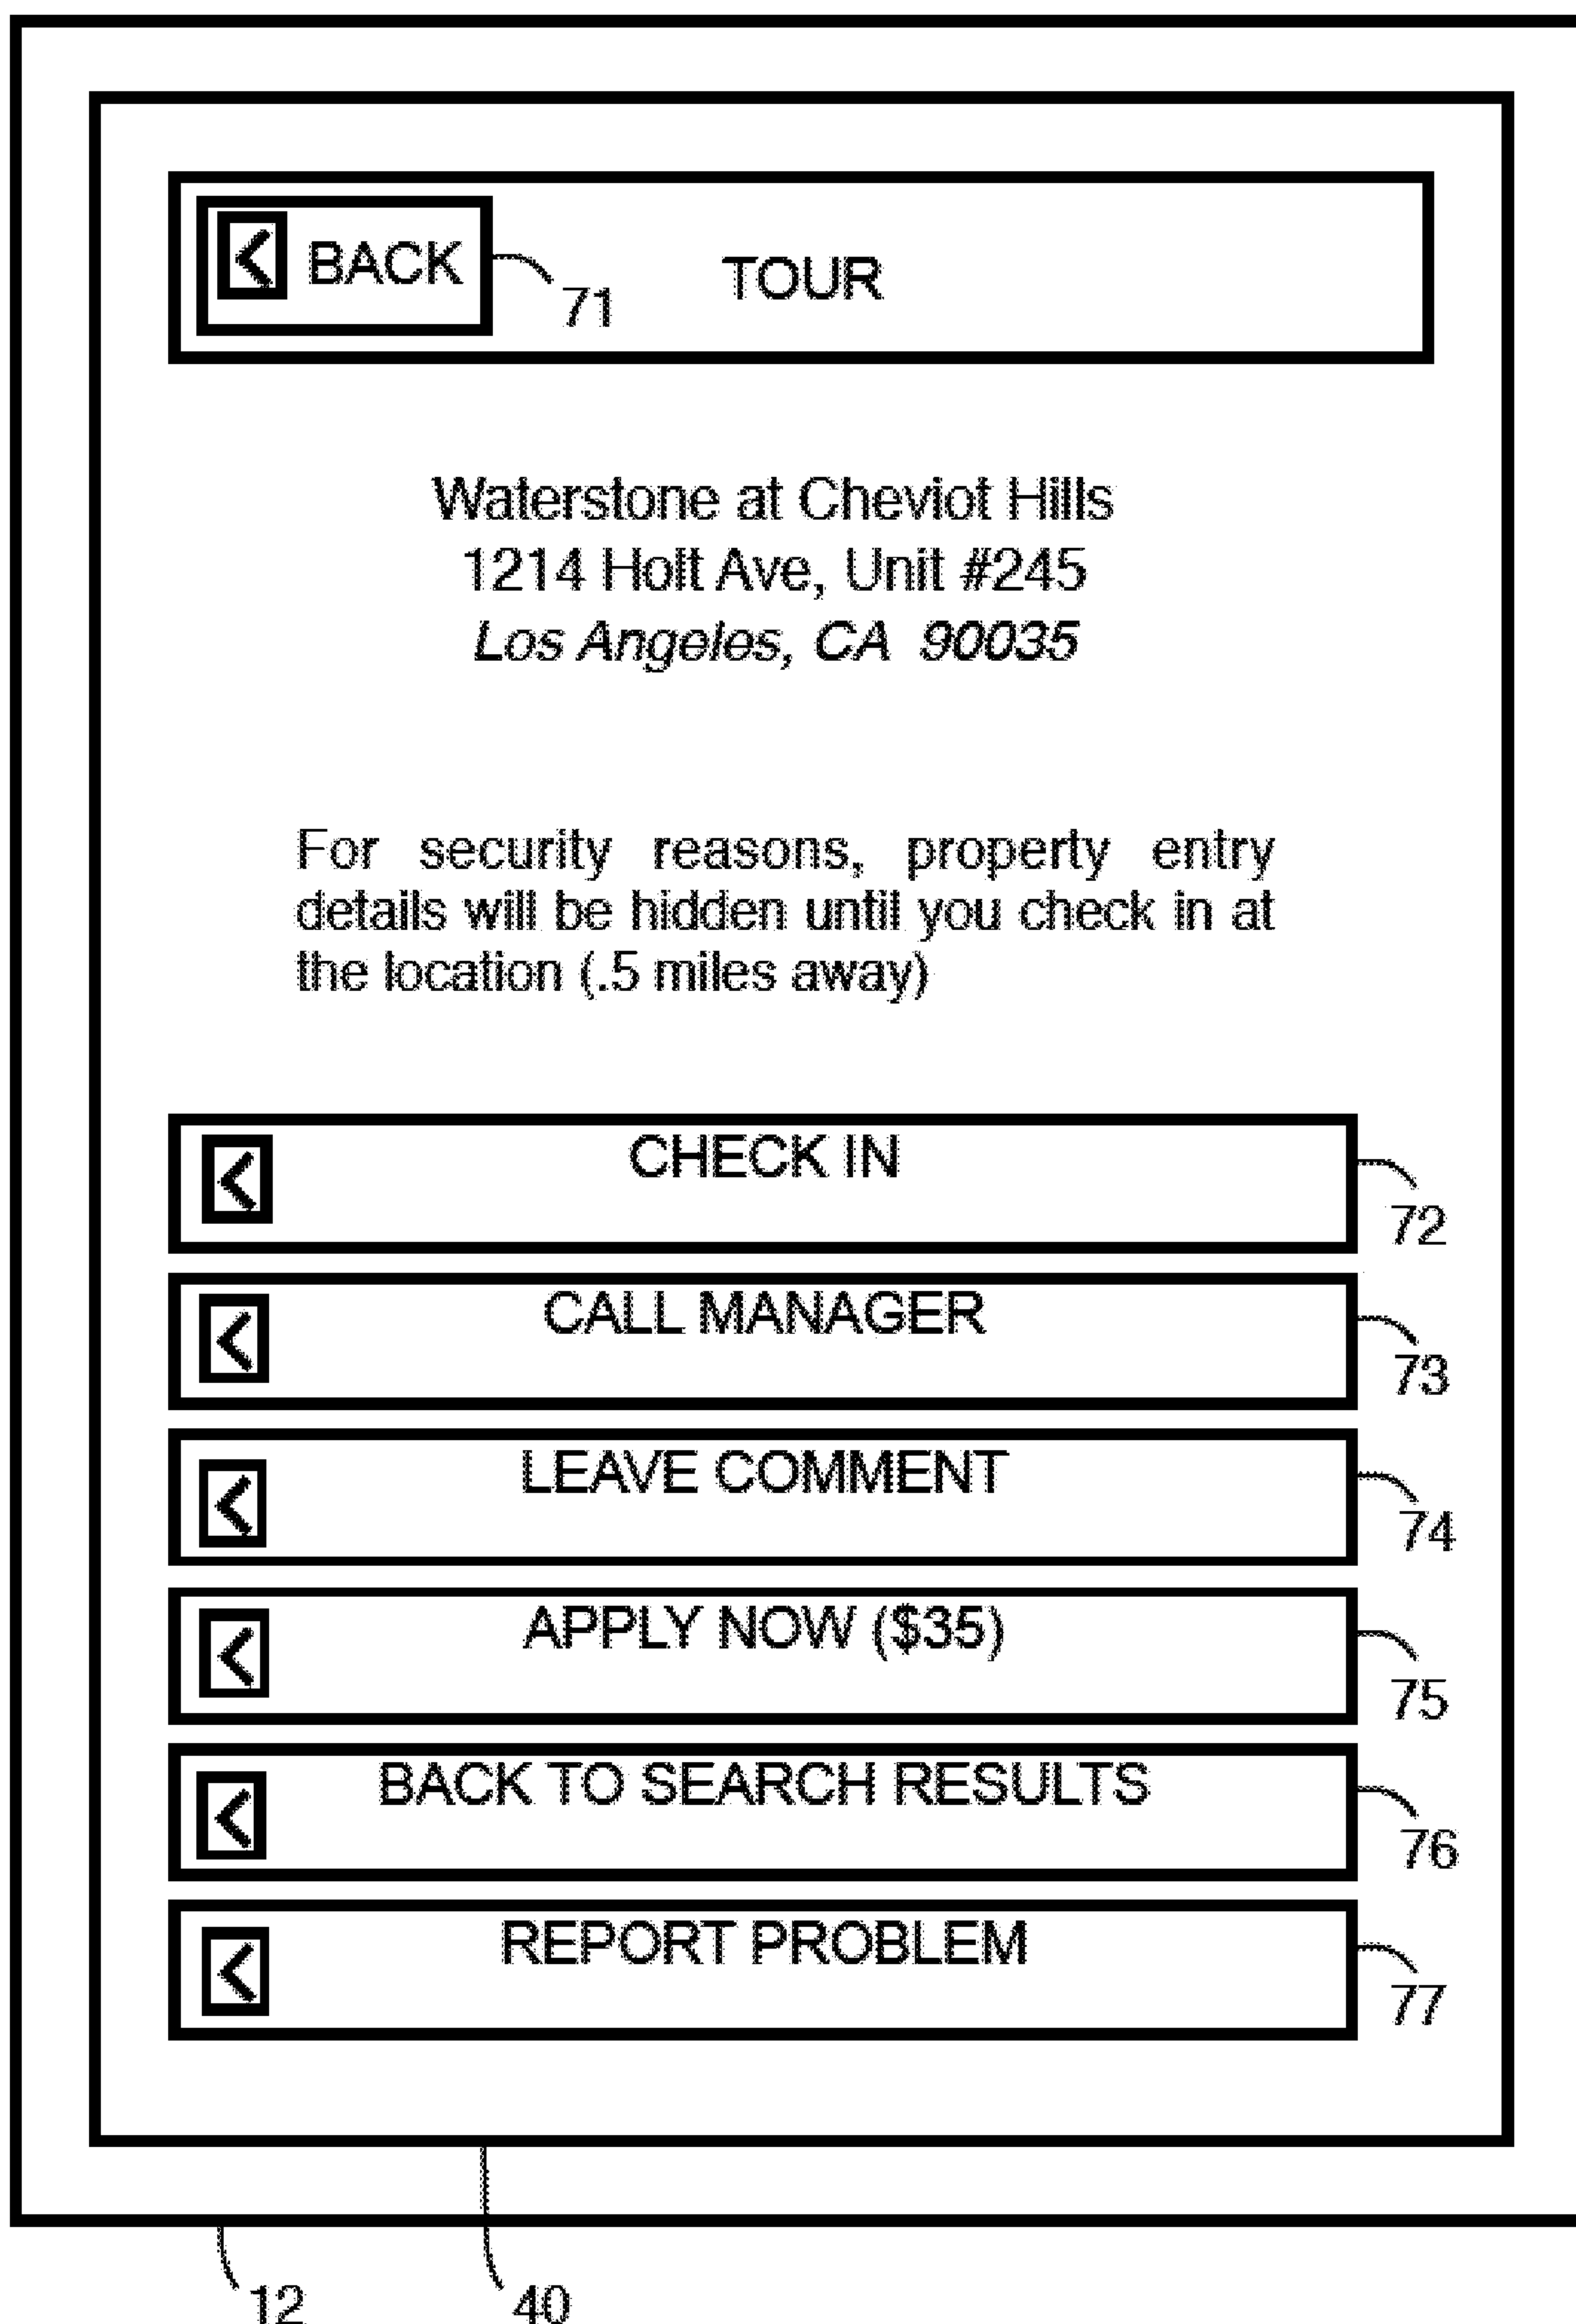 BACK
71
TOUR
Waterstone at Cheviot Hills
1214 Holt Ave, Unit #245
Los Angeles, CA 90035
For security reasons, property entry
details will be hidden until you check in at
the location (.5 miles away)
CHECK IN
72
CALL MANAGER
73
LEAVE COMMENT
74
APPLY NOW ($35)
75
BACK TO SEARCH RESULTS
76
REPORT PROBLEM
77
12
40